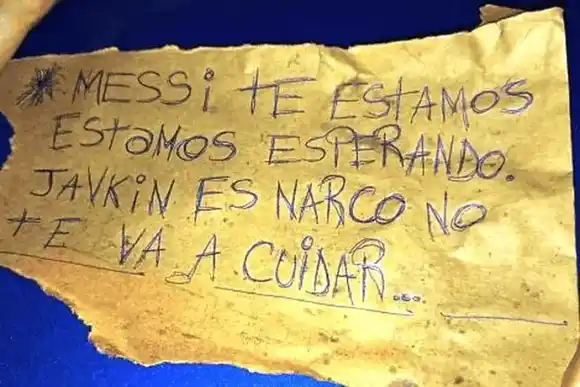 MESSi tE EStAMOS
EStaMOS ESPERANDO.
JAVKiN ES NARCO NO
tE VA A CUiDAR...